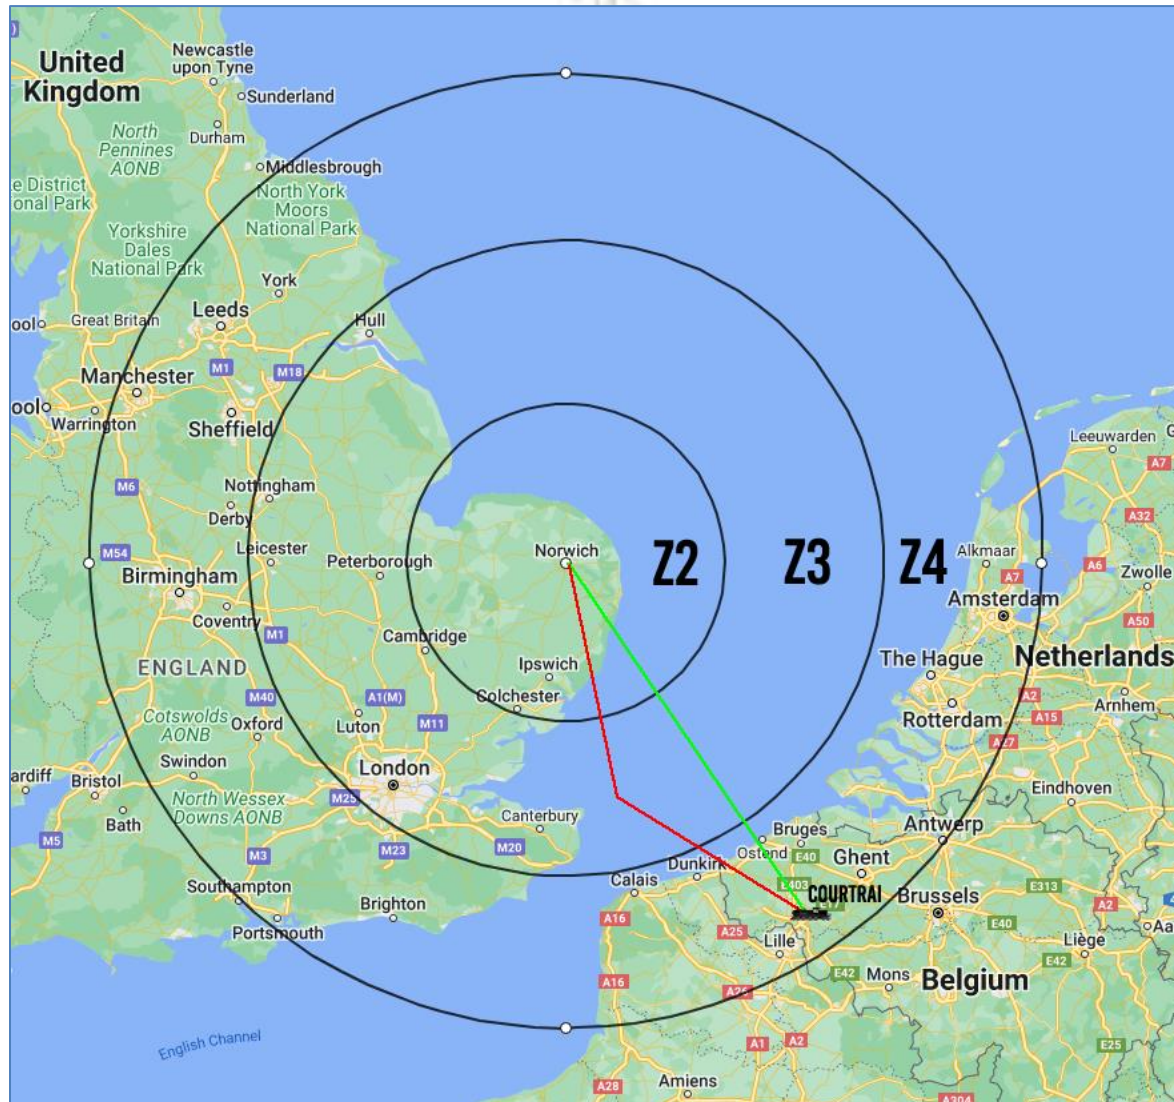 United
Kingdom
Newcastle
upon Tyne
Sunderland
Durham
North
Pennines
AONB
Middlesbrough
e District
onal Park
North York
Moors
National Park
Yorkshire
Dales
National Park
York
Leeds
ool
Great Britain
Hull
M1
M18
Manchester
ool
Warrington
Sheffield
Leeuwarden
G
A7
M6
Nottingham
Derby
A32
M54
Leicester
Peterborough
Norwich
Z2
Z3
Z4
Alkmaar
A6
A7
Zwolle
Birmingham
Coventry
Amsterdam
M1
Cambridge
A50
ENGLAND
Ipswich
The Hague
Netherlands
M40
A1(M)
Colchester
A2
Arnhem
Cotswolds
AONB
Oxford
Luton
M11
Rotterdam
A15
A27
Swindon
London
ardiff
Bristol
M25
North Wessex
Downs AONB
Eindhoven
Bath
Canterbury
Bruges
Antwerp
M5
M3
M23
M20
Ostend
E40
Ghent
Dunkirk
Calais
E403
COURTRAI
E17
E313
Southampton
Brighton
Brussels
A2
A16
A25
E40
Aa
Portsmouth
Lille
Liège
E42
E42
Mons
Belgium
A16
A26
English Channel
A1
A2
E25
A28
Amiens
A304